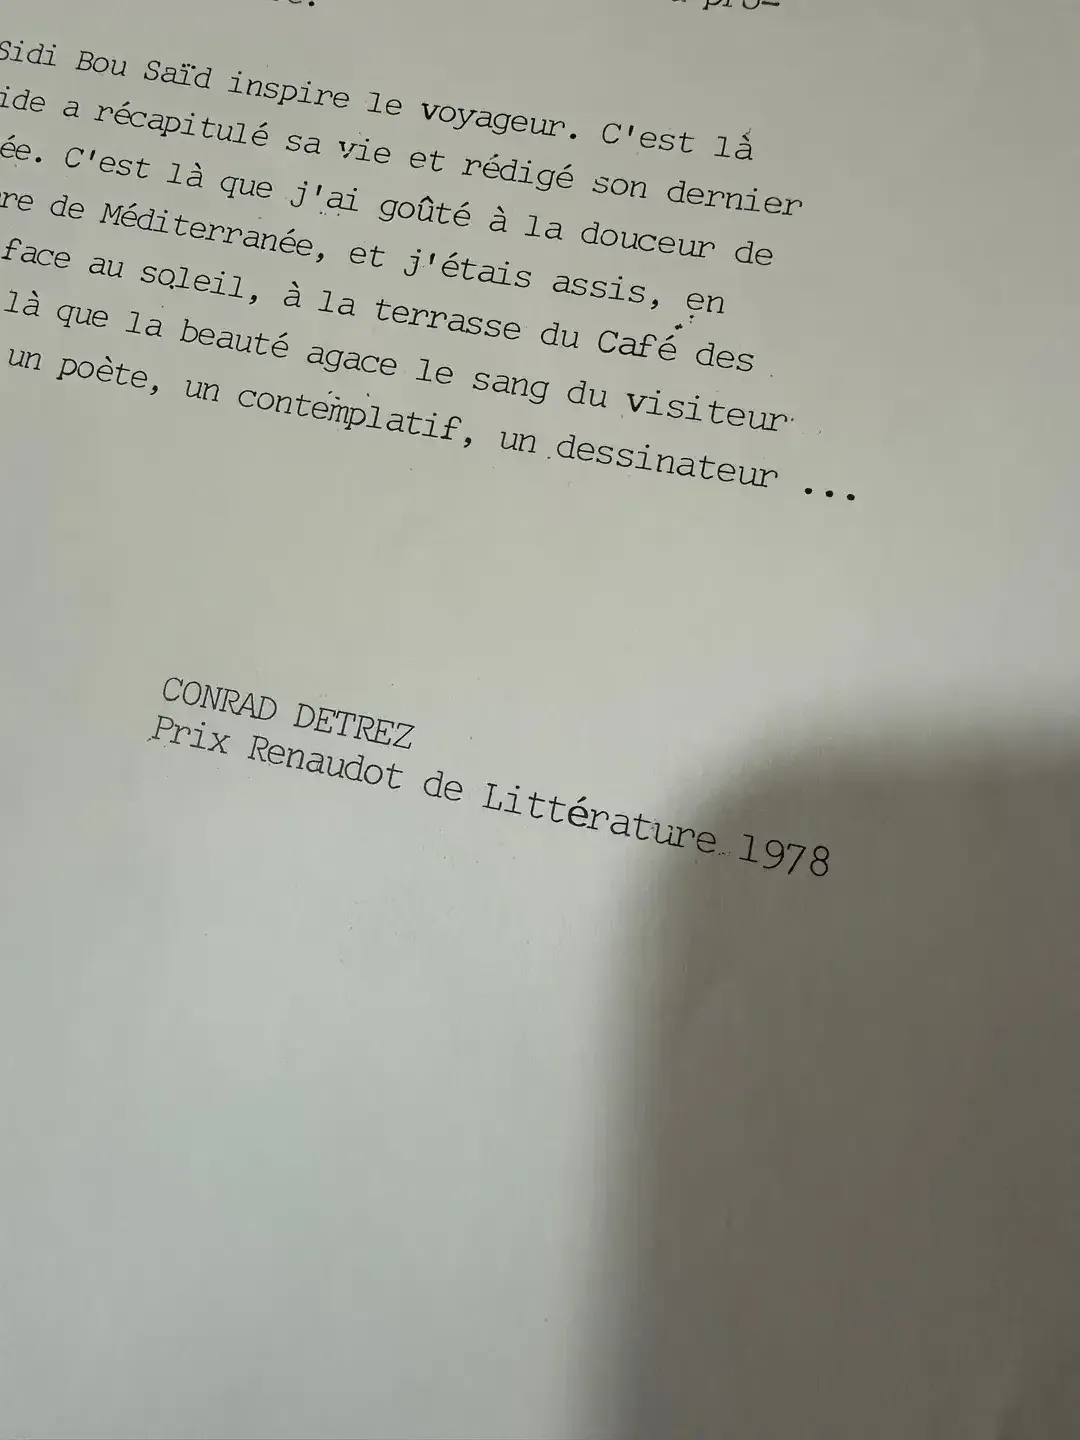 Sidi Bou Saïd inspire le voyageur. C'est là
ide a récapitulé sa vie et rédigé son dernier
ée. C'est là que j'ai goûté à la douceur de
re de Méditerranée, et j'étais assis, en
face au soleil, à la terrasse du Café des
là que la beauté agace le sang du visiteur
un poète, un contemplatif, un dessinateur ...
CONRAD DETREZ
Prix Renaudot de Littérature 1978